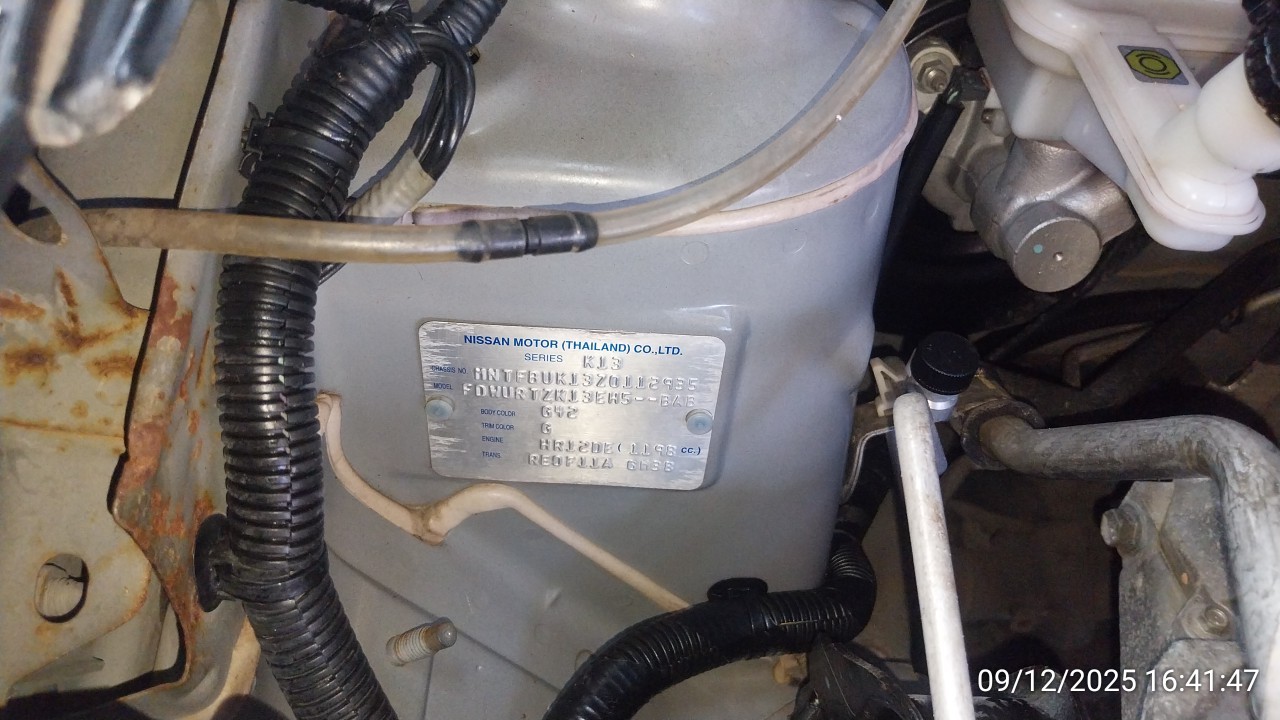 NISSAN MOTOR (THAILAND) CO.,LTD.
SERIES K13
CHASSIS NO. MNTFBUK13Z0112935
MODEL FDWURTZK13EH5--BAB
BODY COLOR G42
TRIM COLOR G
ENGINE HR12DE( 1198 cc.)
TRANS. RE0F11A GH3B
09/12/2025 16:41:47